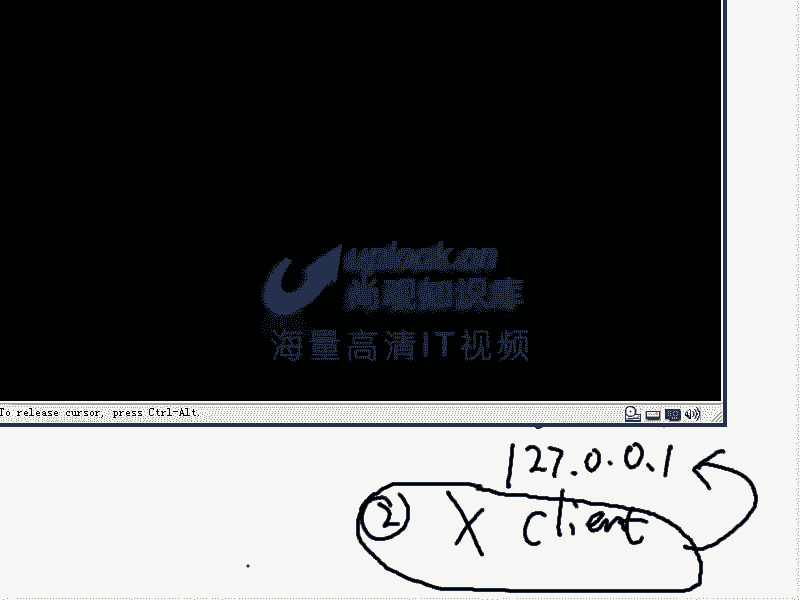 uplook.cn
尚观知识库
海量高清IT视频
To release cursor, press Ctrl-Alt.
127.0.0.1
② X client